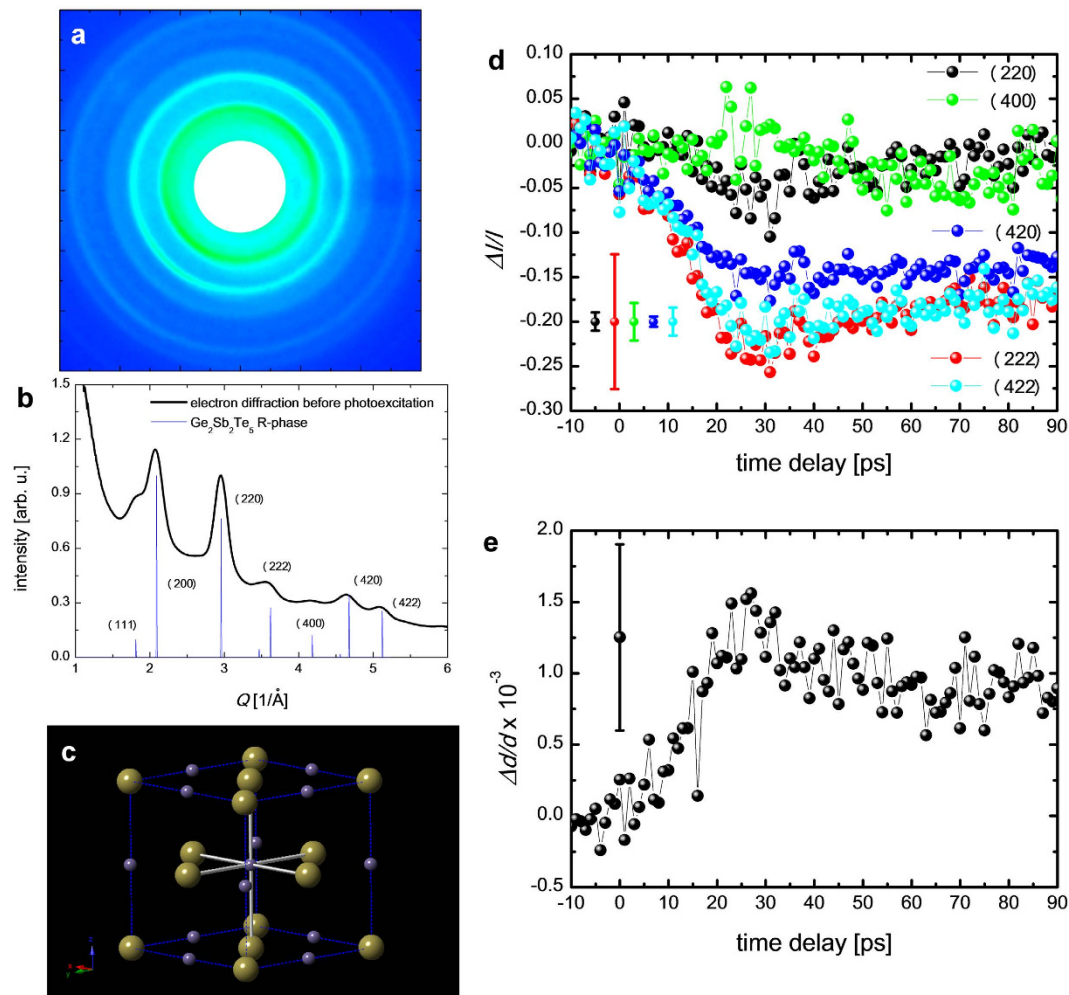 a
b
1.5
1.2
0.9
0.6
0.3
0.0
intensity [arb. u.]
electron diffraction before photoexcitation
Ge2Sb2Te5 R-phase
(111)
(200)
(220)
(222)
(400)
(420)
(422)
1 2 3 4 5 6
Q [1/Å]
c
z
x
y
d
0.10
0.05
0.00
-0.05
-0.10
-0.15
-0.20
-0.25
-0.30
ΔI/I
(220)
(400)
(420)
(222)
(422)
-10 0 10 20 30 40 50 60 70 80 90
time delay [ps]
e
2.0
1.5
1.0
0.5
0.0
-0.5
Δd/d x 10-3
-10 0 10 20 30 40 50 60 70 80 90
time delay [ps]